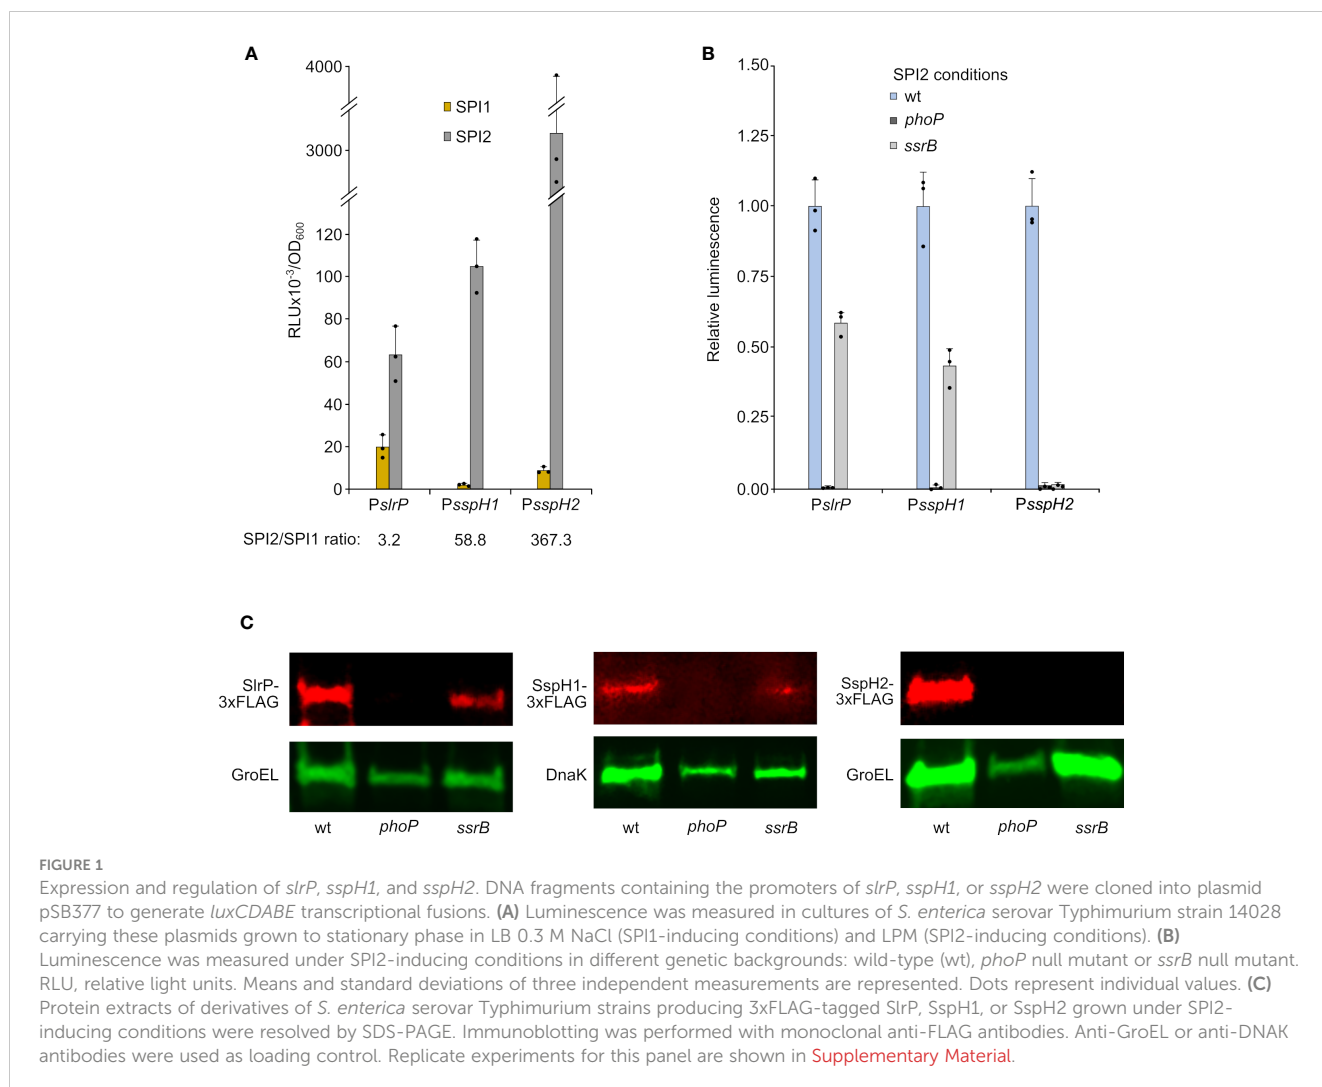 A
4000
3000
120
100
80
60
40
20
0
RLUx10-3/OD600
SPI1
SPI2
PslrP PsspH1 PsspH2
SPI2/SPI1 ratio: 3.2 58.8 367.3
B
1.50
1.25
1.00
0.75
0.50
0.25
0.00
Relative luminescence
SPI2 conditions
wt
phoP
ssrB
PslrP PsspH1 PsspH2
C
SlrP-
3xFLAG
GroEL
wt phoP ssrB
SspH1-
3xFLAG
DnaK
wt phoP ssrB
SspH2-
3xFLAG
GroEL
wt phoP ssrB
FIGURE 1
Expression and regulation of slrP, sspH1, and sspH2. DNA fragments containing the promoters of slrP, sspH1, or sspH2 were cloned into plasmid
pSB377 to generate luxCDABE transcriptional fusions. (A) Luminescence was measured in cultures of S. enterica serovar Typhimurium strain 14028
carrying these plasmids grown to stationary phase in LB 0.3 M NaCl (SPI1-inducing conditions) and LPM (SPI2-inducing conditions). (B)
Luminescence was measured under SPI2-inducing conditions in different genetic backgrounds: wild-type (wt), phoP null mutant or ssrB null mutant.
RLU, relative light units. Means and standard deviations of three independent measurements are represented. Dots represent individual values. (C)
Protein extracts of derivatives of S. enterica serovar Typhimurium strains producing 3xFLAG-tagged SlrP, SspH1, or SspH2 grown under SPI2-
inducing conditions were resolved by SDS-PAGE. Immunoblotting was performed with monoclonal anti-FLAG antibodies. Anti-GroEL or anti-DNAK
antibodies were used as loading control. Replicate experiments for this panel are shown in Supplementary Material.